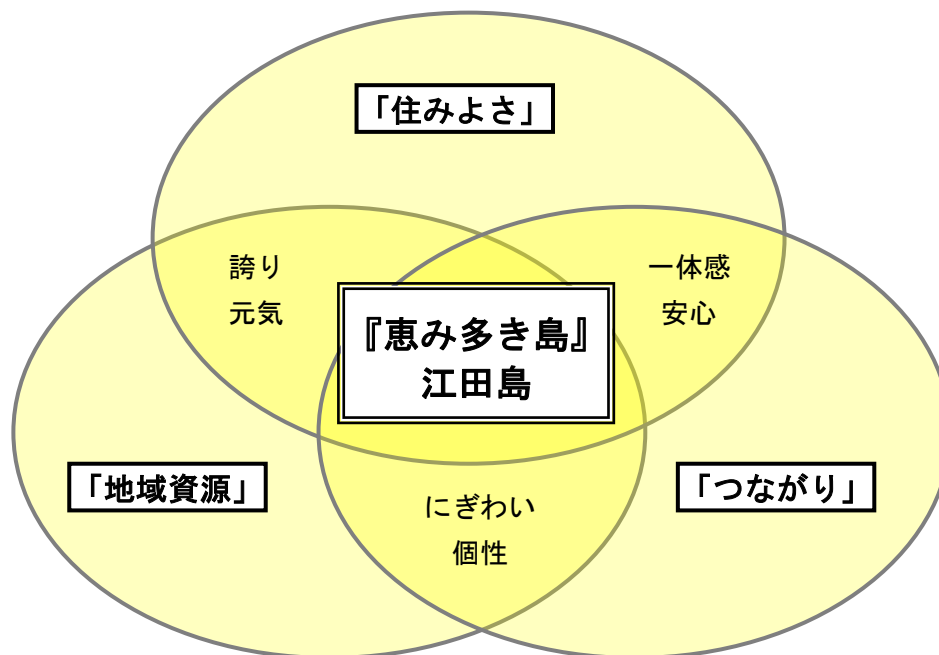 「住みよさ」
誇り
元気
一体感
安心
『恵み多き島』
江田島
「地域資源」
「つながり」
にぎわい
個性